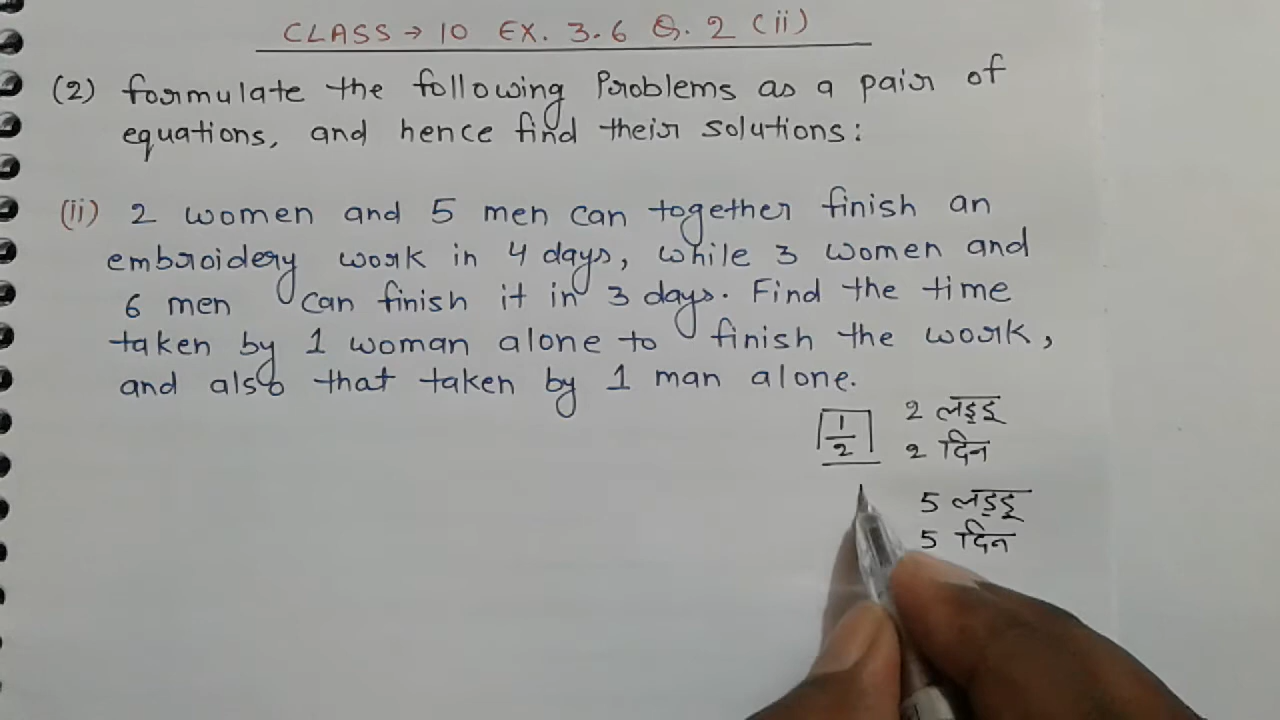 CLASS → 10 EX. 3.6 Q. 2 (ii)
(2) formulate the following Problems as a pair of
equations, and hence find their solutions:
(ii) 2 women and 5 men can together finish an
embroidery work in 4 days, while 3 women and
6 men can finish it in 3 days. Find the time
taken by 1 woman alone to finish the work,
and also that taken by 1 man alone.
1/2
2 लड्डू
2 दिन
5 लड्डू
5 दिन